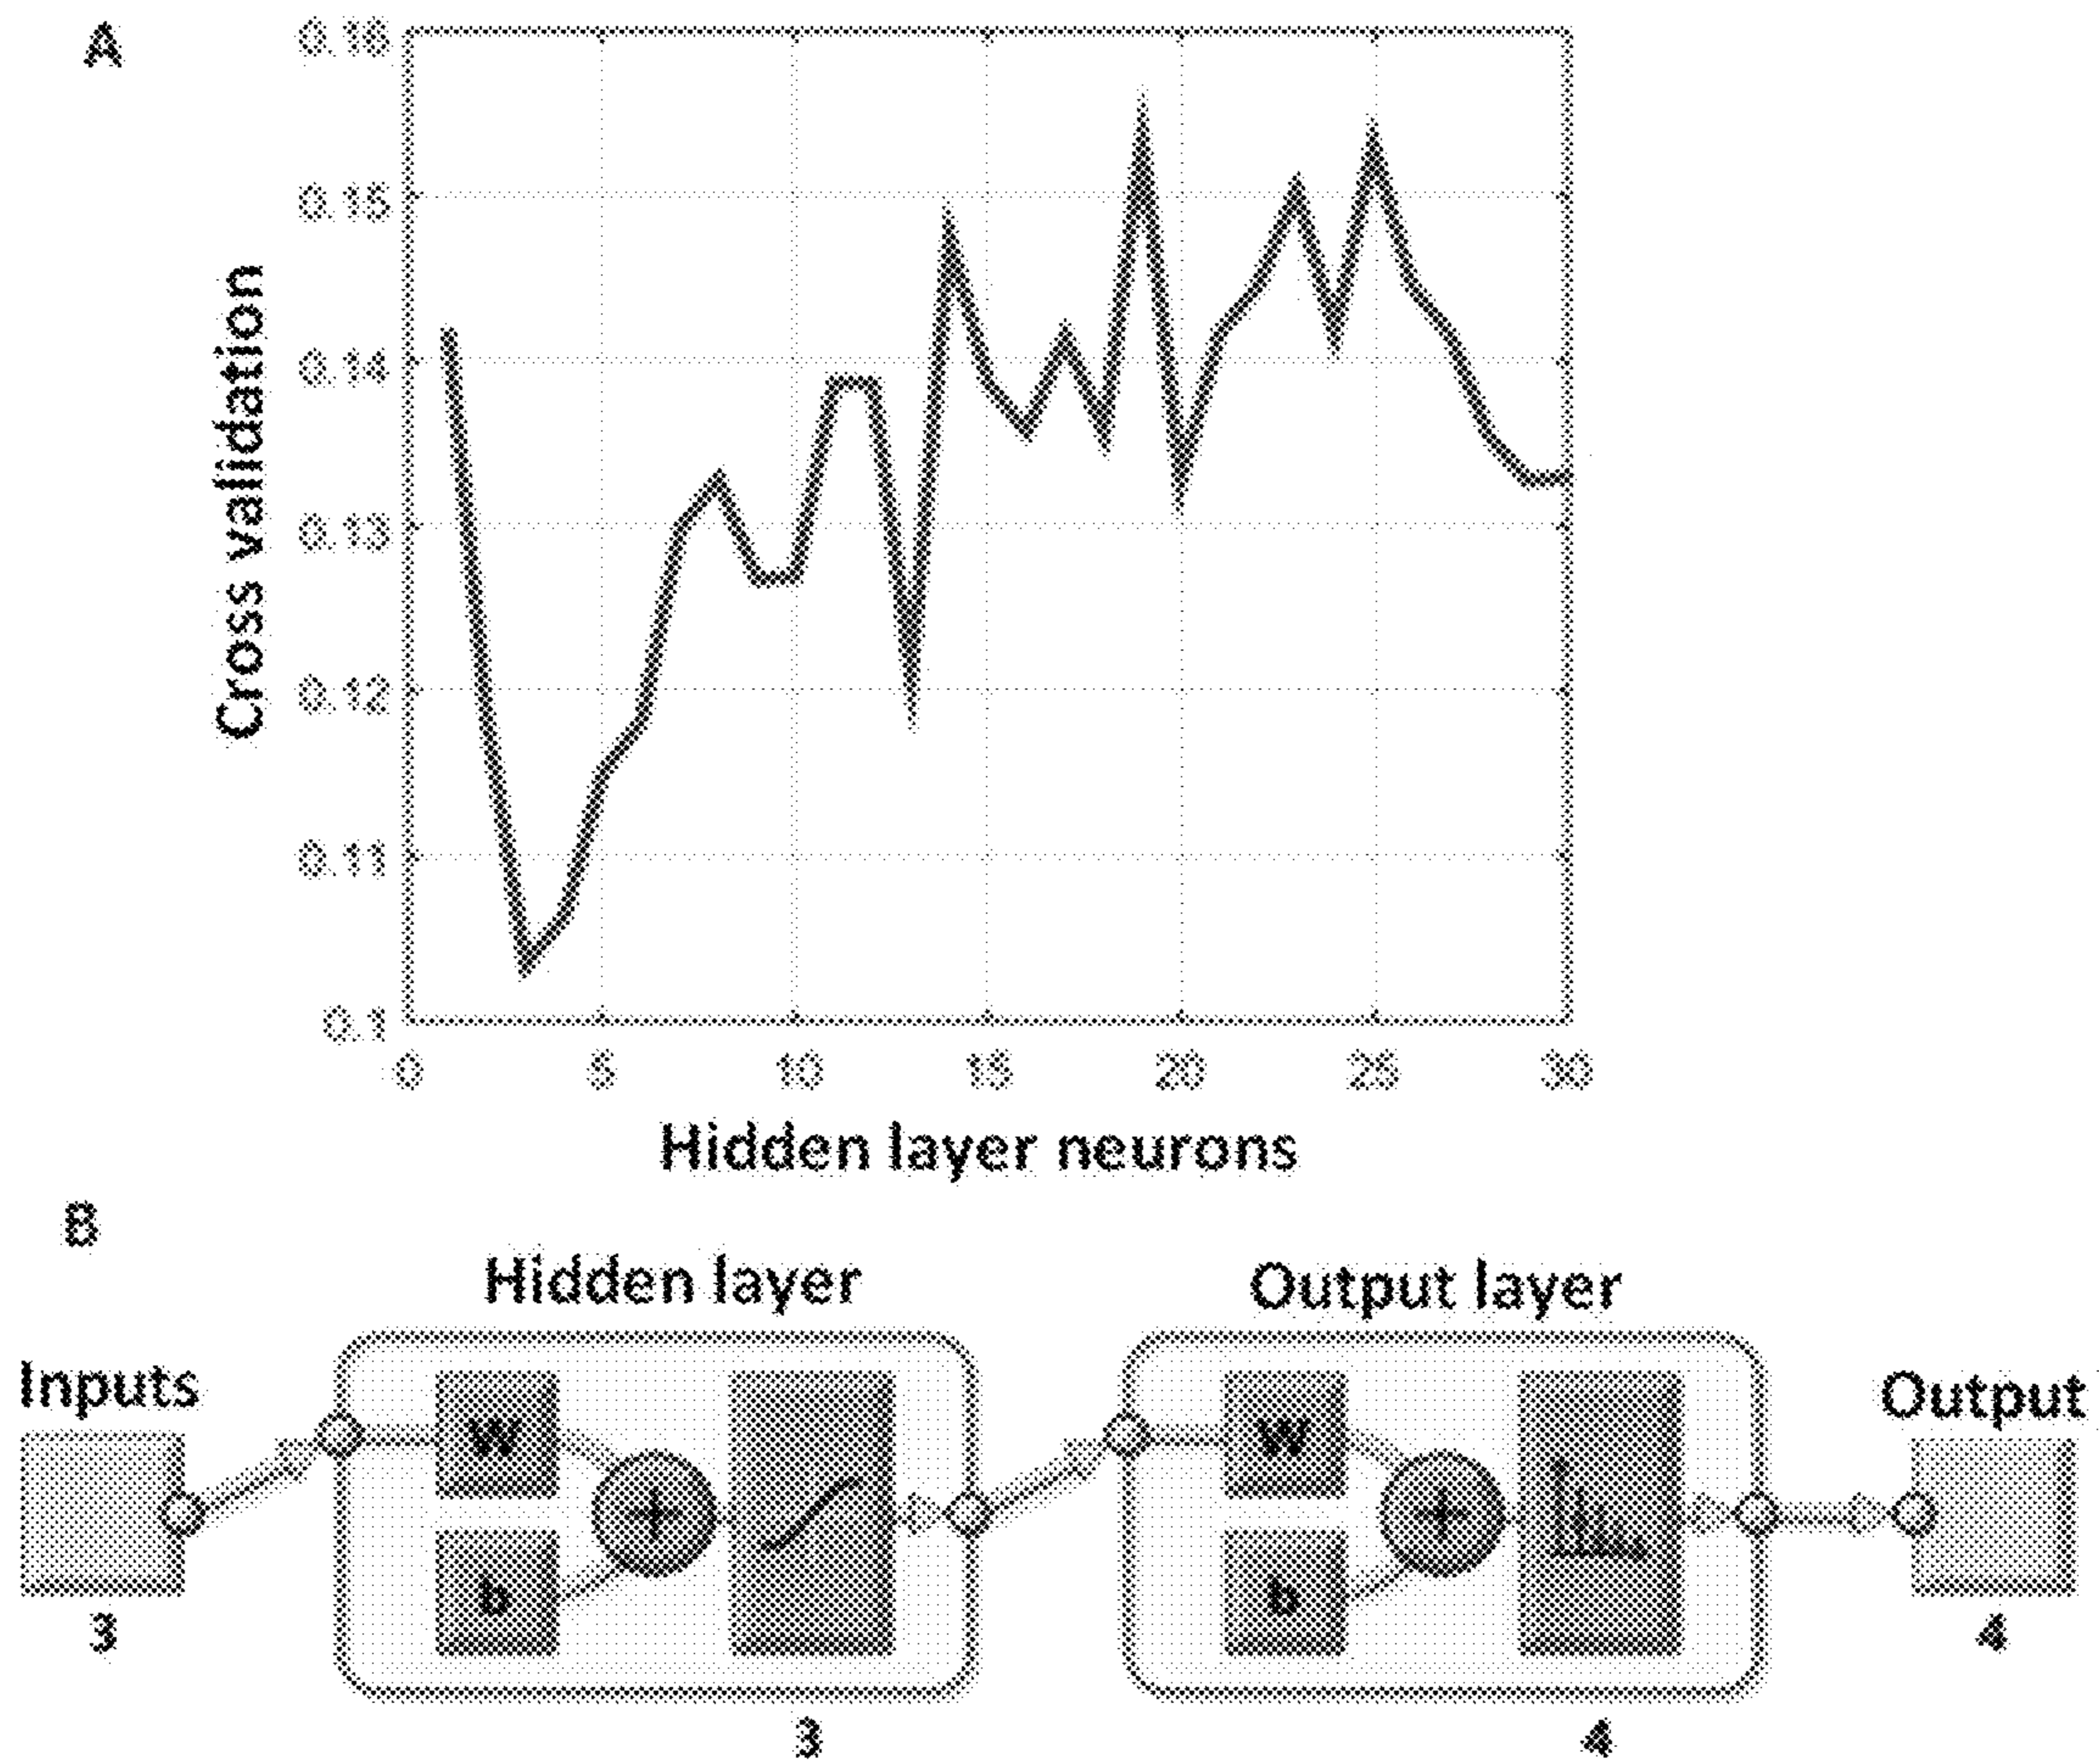 A
0.16
0.15
0.14
0.13
0.12
0.11
0.1
Cross validation
0 5 10 15 20 25 30
Hidden layer neurons
B
Hidden layer Output layer
Inputs Output
W W
+ +
b b
3 4
3 4